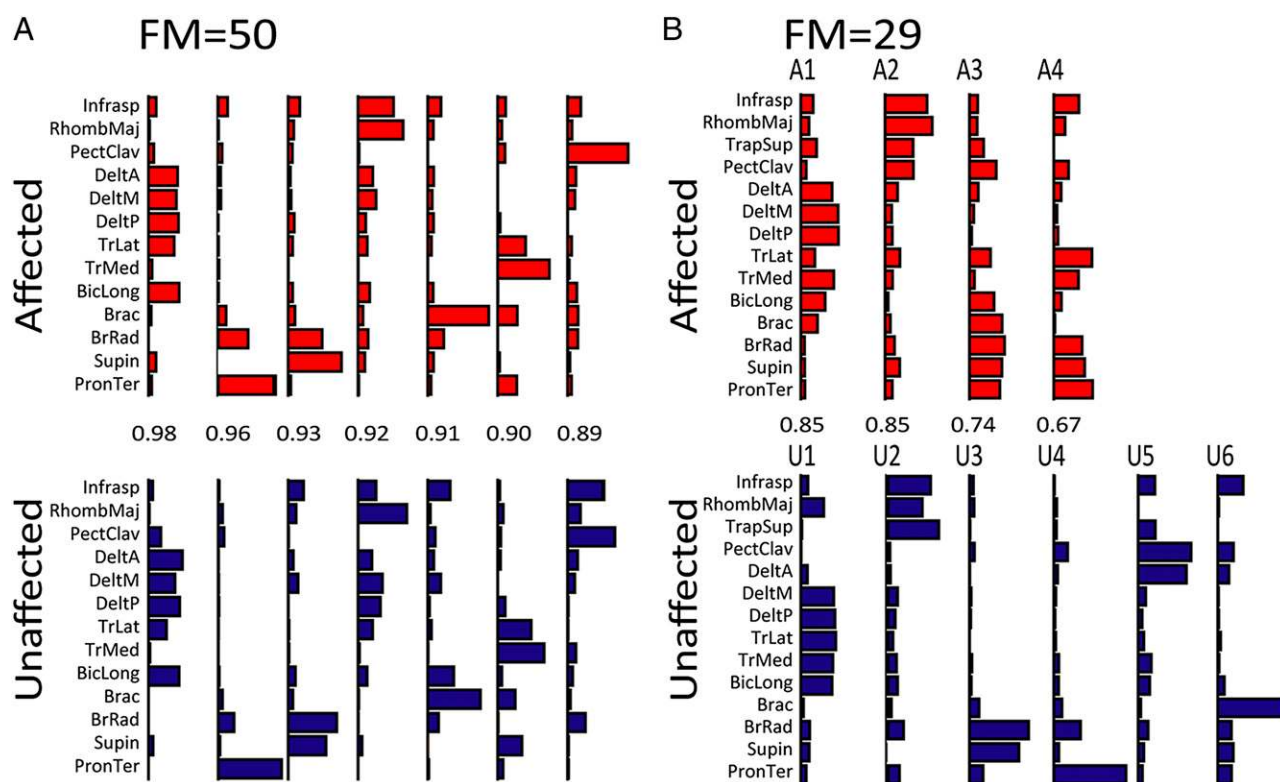 A
FM=50
Affected
Infrasp
RhombMaj
PectClav
DeltA
DeltM
DeltP
TrLat
TrMed
BicLong
Brac
BrRad
Supin
PronTer
0.98 0.96 0.93 0.92 0.91 0.90 0.89
Unaffected
Infrasp
RhombMaj
PectClav
DeltA
DeltM
DeltP
TrLat
TrMed
BicLong
Brac
BrRad
Supin
PronTer
B
FM=29
A1 A2 A3 A4
Affected
Infrasp
RhombMaj
TrapSup
PectClav
DeltA
DeltM
DeltP
TrLat
TrMed
BicLong
Brac
BrRad
Supin
PronTer
0.85 0.85 0.74 0.67
U1 U2 U3 U4 U5 U6
Unaffected
Infrasp
RhombMaj
TrapSup
PectClav
DeltA
DeltM
DeltP
TrLat
TrMed
BicLong
Brac
BrRad
Supin
PronTer